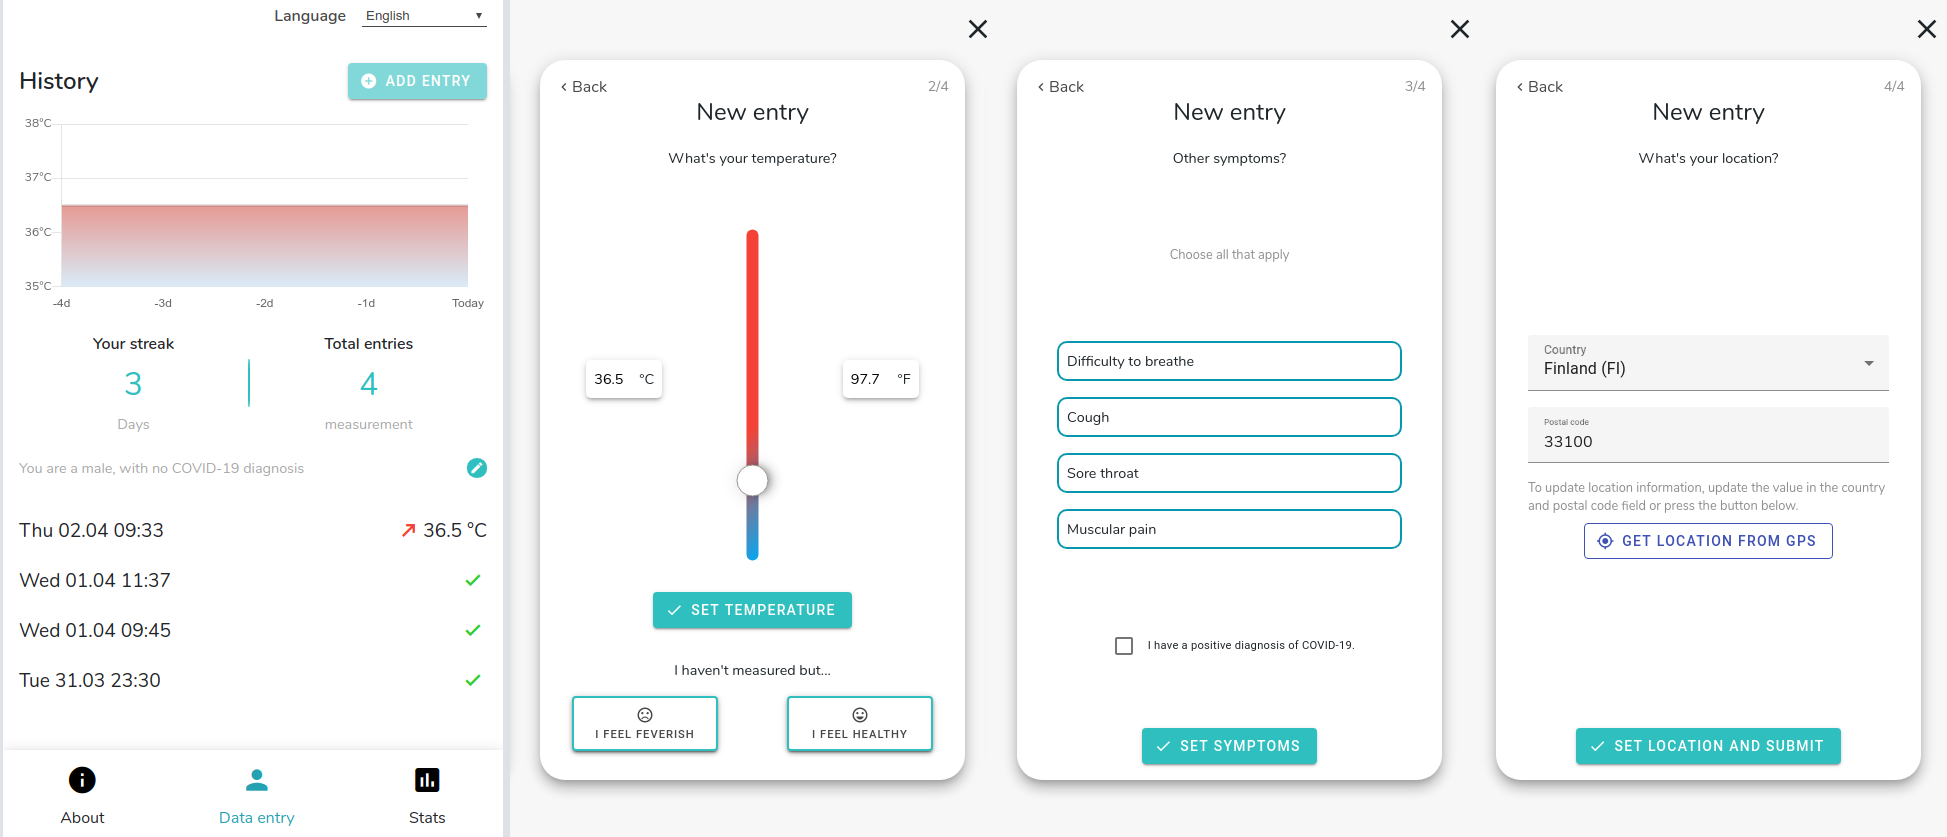 Language English
History
ADD ENTRY
38°C
37°C
36°C
35°C
-4d -3d -2d -1d Today
Your streak Total entries
3 4
Days measurement
You are a male, with no COVID-19 diagnosis
Thu 02.04 09:33 36.5 °C
Wed 01.04 11:37
Wed 01.04 09:45
Tue 31.03 23:30
About Data entry Stats
Back 2/4
New entry
What's your temperature?
36.5 °C 97.7 °F
SET TEMPERATURE
I haven't measured but...
I FEEL FEVERISH I FEEL HEALTHY
Back 3/4
New entry
Other symptoms?
Choose all that apply
Difficulty to breathe
Cough
Sore throat
Muscular pain
I have a positive diagnosis of COVID-19.
SET SYMPTOMS
Back 4/4
New entry
What's your location?
Country
Finland (FI)
Postal code
33100
To update location information, update the value in the country
and postal code field or press the button below.
GET LOCATION FROM GPS
SET LOCATION AND SUBMIT